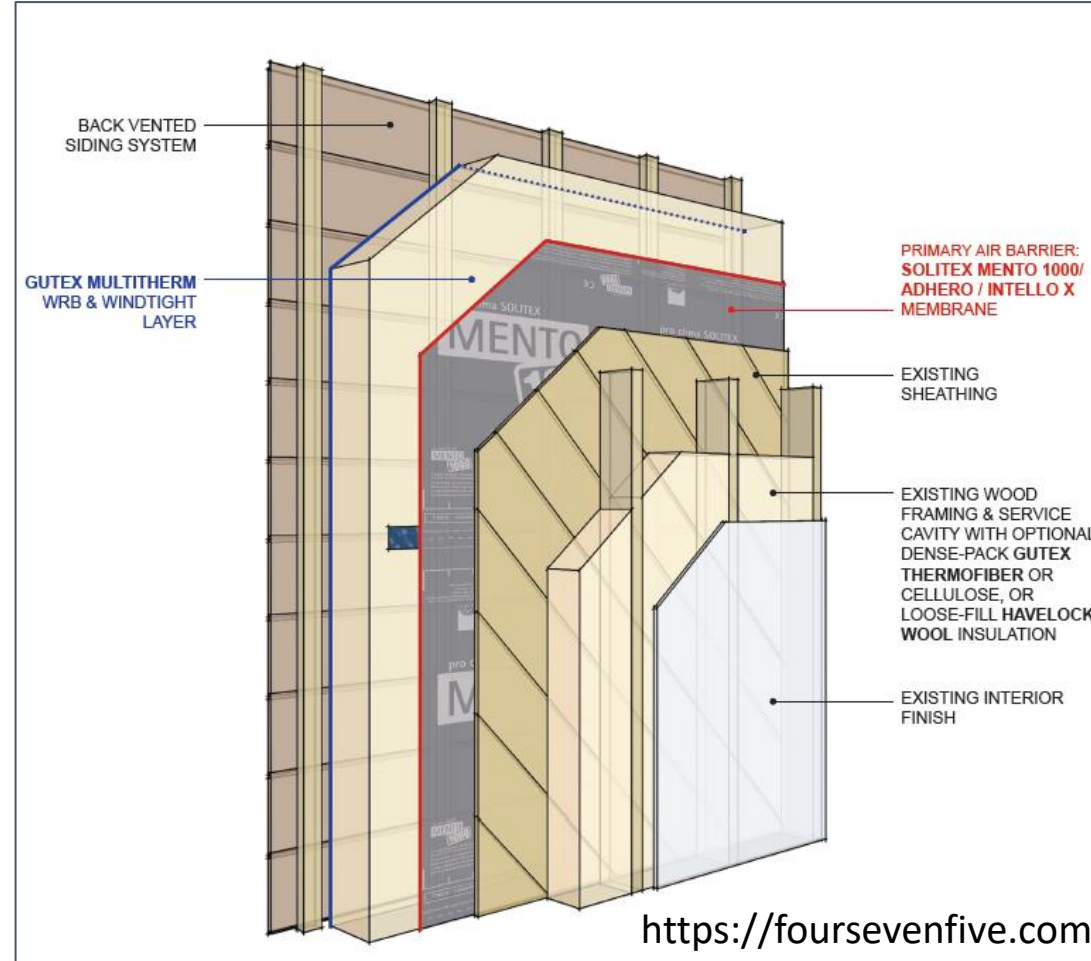 BACK VENTED
SIDING SYSTEM
GUTEX MULTITHERM
WRB & WINDTIGHT
LAYER
PRIMARY AIR BARRIER:
SOLITEX MENTO 1000/
ADHERO / INTELLO X
MEMBRANE
EXISTING
SHEATHING
EXISTING WOOD
FRAMING & SERVICE
CAVITY WITH OPTIONAL
DENSE-PACK GUTEX
THERMOFIBER OR
CELLULOSE, OR
LOOSE-FILL HAVELOCK
WOOL INSULATION
EXISTING INTERIOR
FINISH
SOLITEX
MENTO
pro clima SOLITEX
https://foursevenfive.com